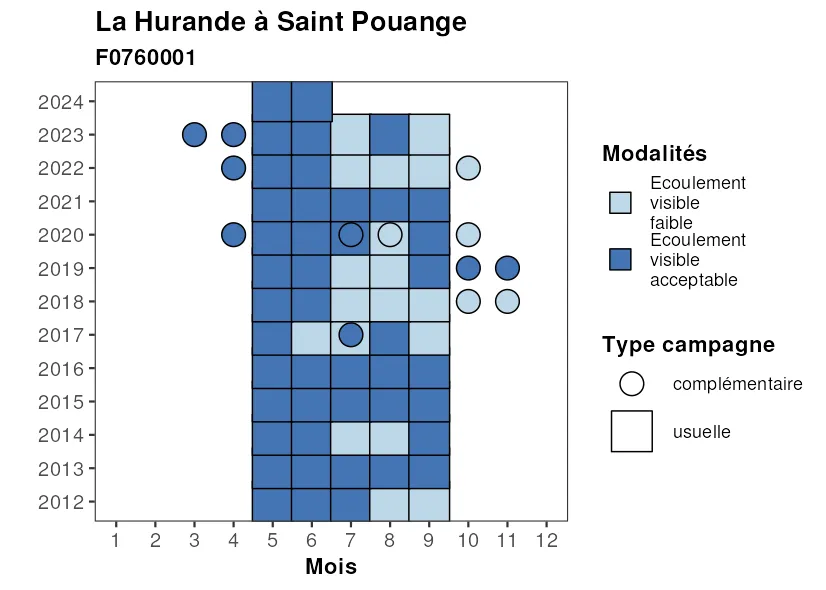 La Hurande à Saint Pouange
F0760001
2024
2023
2022
2021
2020
2019
2018
2017
2016
2015
2014
2013
2012
1 2 3 4 5 6 7 8 9 10 11 12
Mois
Modalités
Ecoulement
visible
faible
Ecoulement
visible
acceptable
Type campagne
complémentaire
usuelle